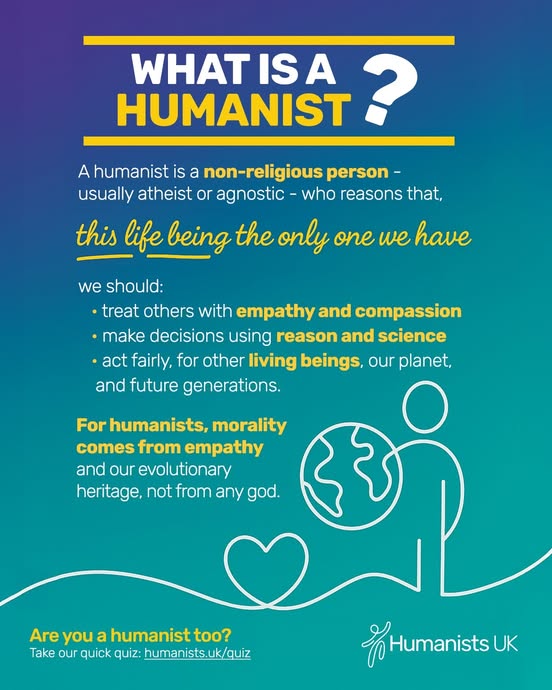 WHAT IS A
HUMANIST?
A humanist is a non-religious person -
usually atheist or agnostic - who reasons that,
this life being the only one we have
we should:
• treat others with empathy and compassion
• make decisions using reason and science
• act fairly, for other living beings, our planet,
and future generations.
For humanists, morality
comes from empathy
and our evolutionary
heritage, not from any god.
Are you a humanist too?
Take our quick quiz: humanists.uk/quiz
Humanists UK